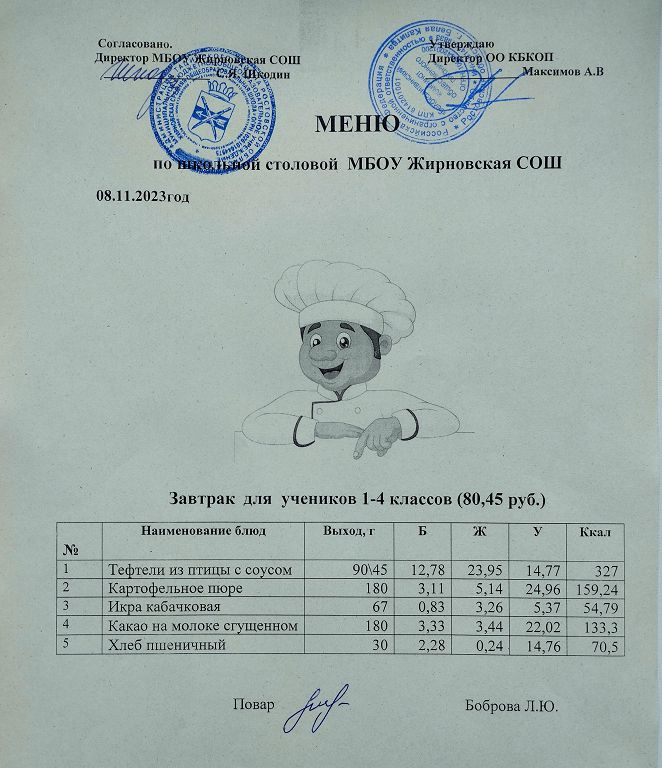 Согласовано. Утверждаю
Директор МБОУ Жирновская СОШ Директор ОО КБКОП
С.Я. Шкодин Максимов А.В
МЕНЮ
по школьной столовой МБОУ Жирновская СОШ
08.11.2023год
Завтрак для учеников 1-4 классов (80,45 руб.)
№ Наименование блюд Выход, г Б Ж У Ккал
1 Тефтели из птицы с соусом 90\45 12,78 23,95 14,77 327
2 Картофельное пюре 180 3,11 5,14 24,96 159,24
3 Икра кабачковая 67 0,83 3,26 5,37 54,79
4 Какао на молоке сгущенном 180 3,33 3,44 22,02 133,3
5 Хлеб пшеничный 30 2,28 0,24 14,76 70,5
Повар Боброва Л.Ю.